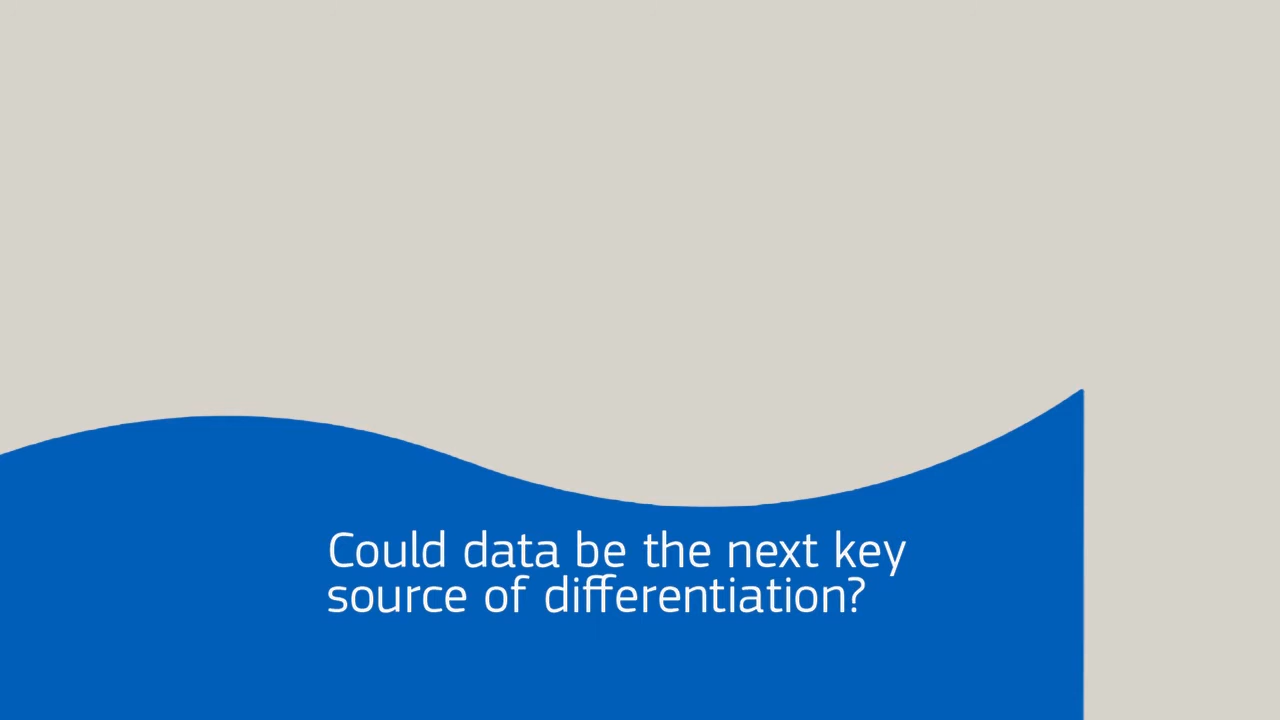 Could data be the next key
source of differentiation?